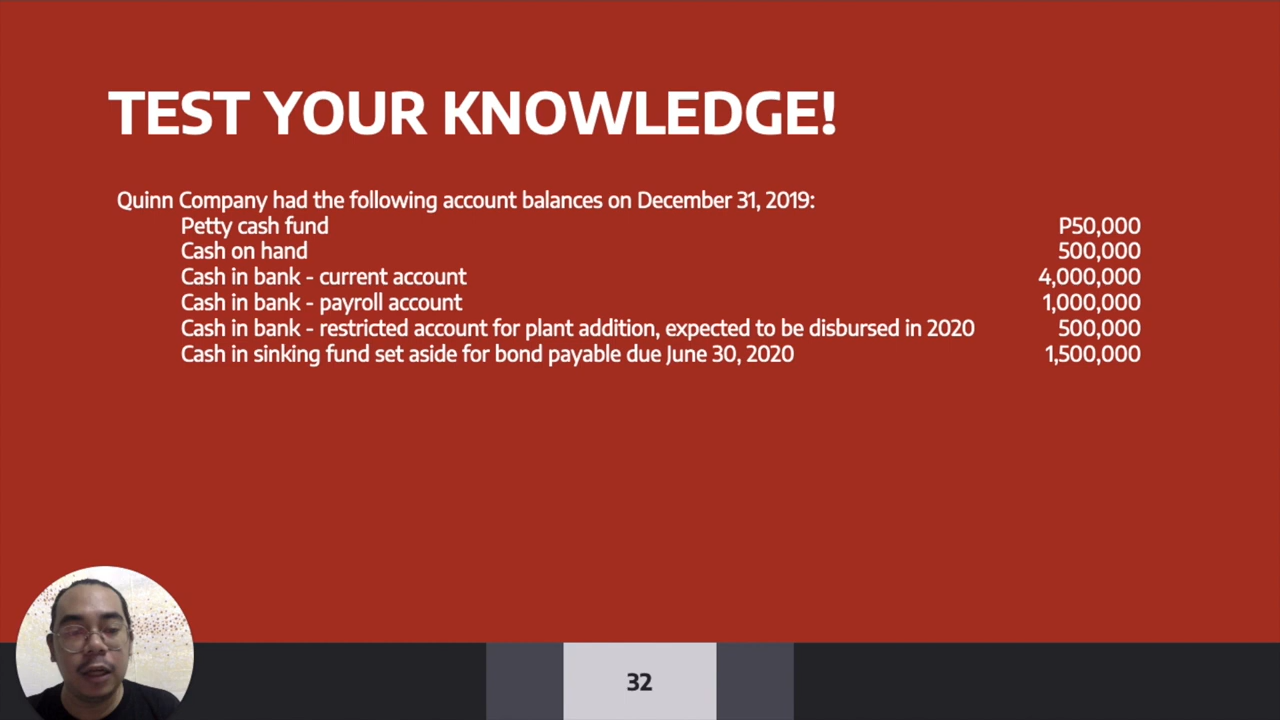 TEST YOUR KNOWLEDGE!
Quinn Company had the following account balances on December 31, 2019:
Petty cash fund P50,000
Cash on hand 500,000
Cash in bank - current account 4,000,000
Cash in bank - payroll account 1,000,000
Cash in bank - restricted account for plant addition, expected to be disbursed in 2020 500,000
Cash in sinking fund set aside for bond payable due June 30, 2020 1,500,000
32